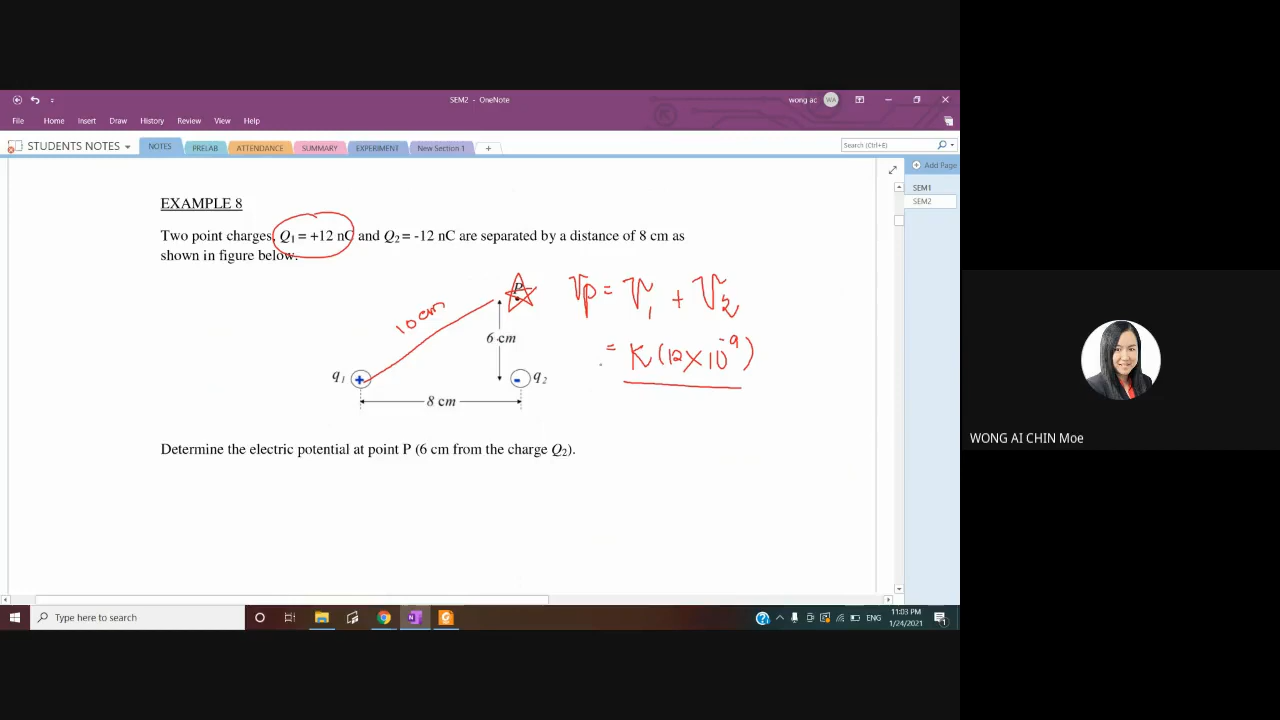 SEM2 - OneNote
wong ac
WA
File Home Insert Draw History Review View Help
STUDENTS NOTES
NOTES PRELAB ATTENDANCE SUMMARY EXPERIMENT New Section 1 +
Search (Ctrl+E)
Add Page
SEM1
SEM2
EXAMPLE 8
Two point charges, Q₁ = +12 nC and Q₂ = -12 nC are separated by a distance of 8 cm as
shown in figure below.
P
10 cm
Vp = V₁ + V₂
6 cm
= K(12×10⁻⁹)
q₁ + - q₂
8 cm
Determine the electric potential at point P (6 cm from the charge Q₂).
WONG AI CHIN Moe
Type here to search
ENG
11:03 PM
1/24/2021